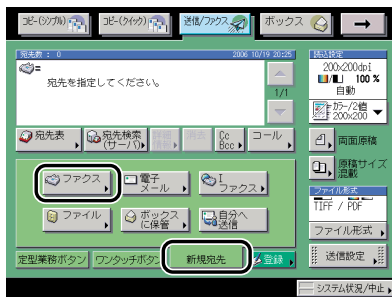 コピー(シンプル)
コピー(クイック)
送信/ファクス
ボックス
宛先数 : 0
2006 10/19 20:25
宛先を指定してください。
1/1
宛先表
宛先検索
(サーバ)
詳細
情報
消去
Cc
Bcc
コール
ファクス
電子
メール
I
ファクス
ファイル
ボックス
に保管
自分へ
送信
定型業務ボタン
ワンタッチボタン
新規宛先
登録
読込設定
200x200dpi
100 %
自動
カラー/2値
200×200
両面原稿
原稿サイズ
混載
ファイル形式
TIFF / PDF
ファイル形式
送信設定
システム状況/中止